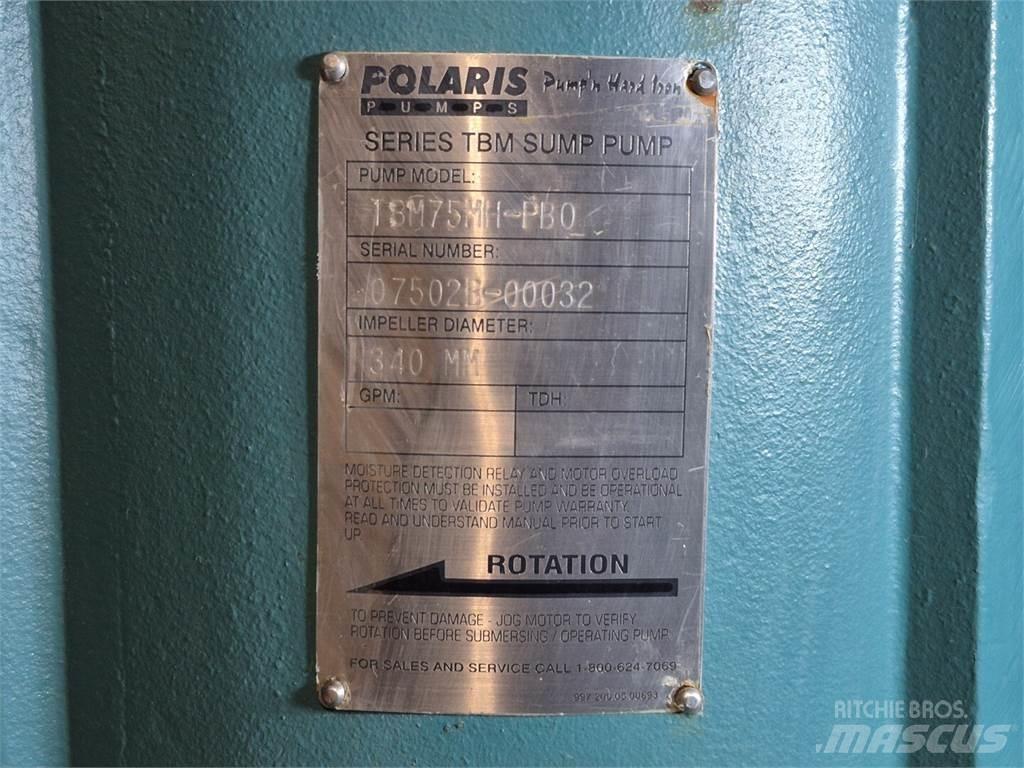 POLARIS Pump'n Hard Iron
PUMPS
SERIES TBM SUMP PUMP
PUMP MODEL:
TBM75MH-PBO
SERIAL NUMBER:
07502B-00032
IMPELLER DIAMETER:
340 MM
GPM: TDH:
MOISTURE DETECTION RELAY AND MOTOR OVERLOAD
PROTECTION MUST BE INSTALLED AND BE OPERATIONAL
AT ALL TIMES TO VALIDATE PUMP WARRANTY.
READ AND UNDERSTAND MANUAL PRIOR TO START
UP.
ROTATION
TO PREVENT DAMAGE - JOG MOTOR TO VERIFY
ROTATION BEFORE SUBMERSING / OPERATING PUMP.
FOR SALES AND SERVICE CALL 1-800-624-7069
RITCHIE BROS.
MASCUS